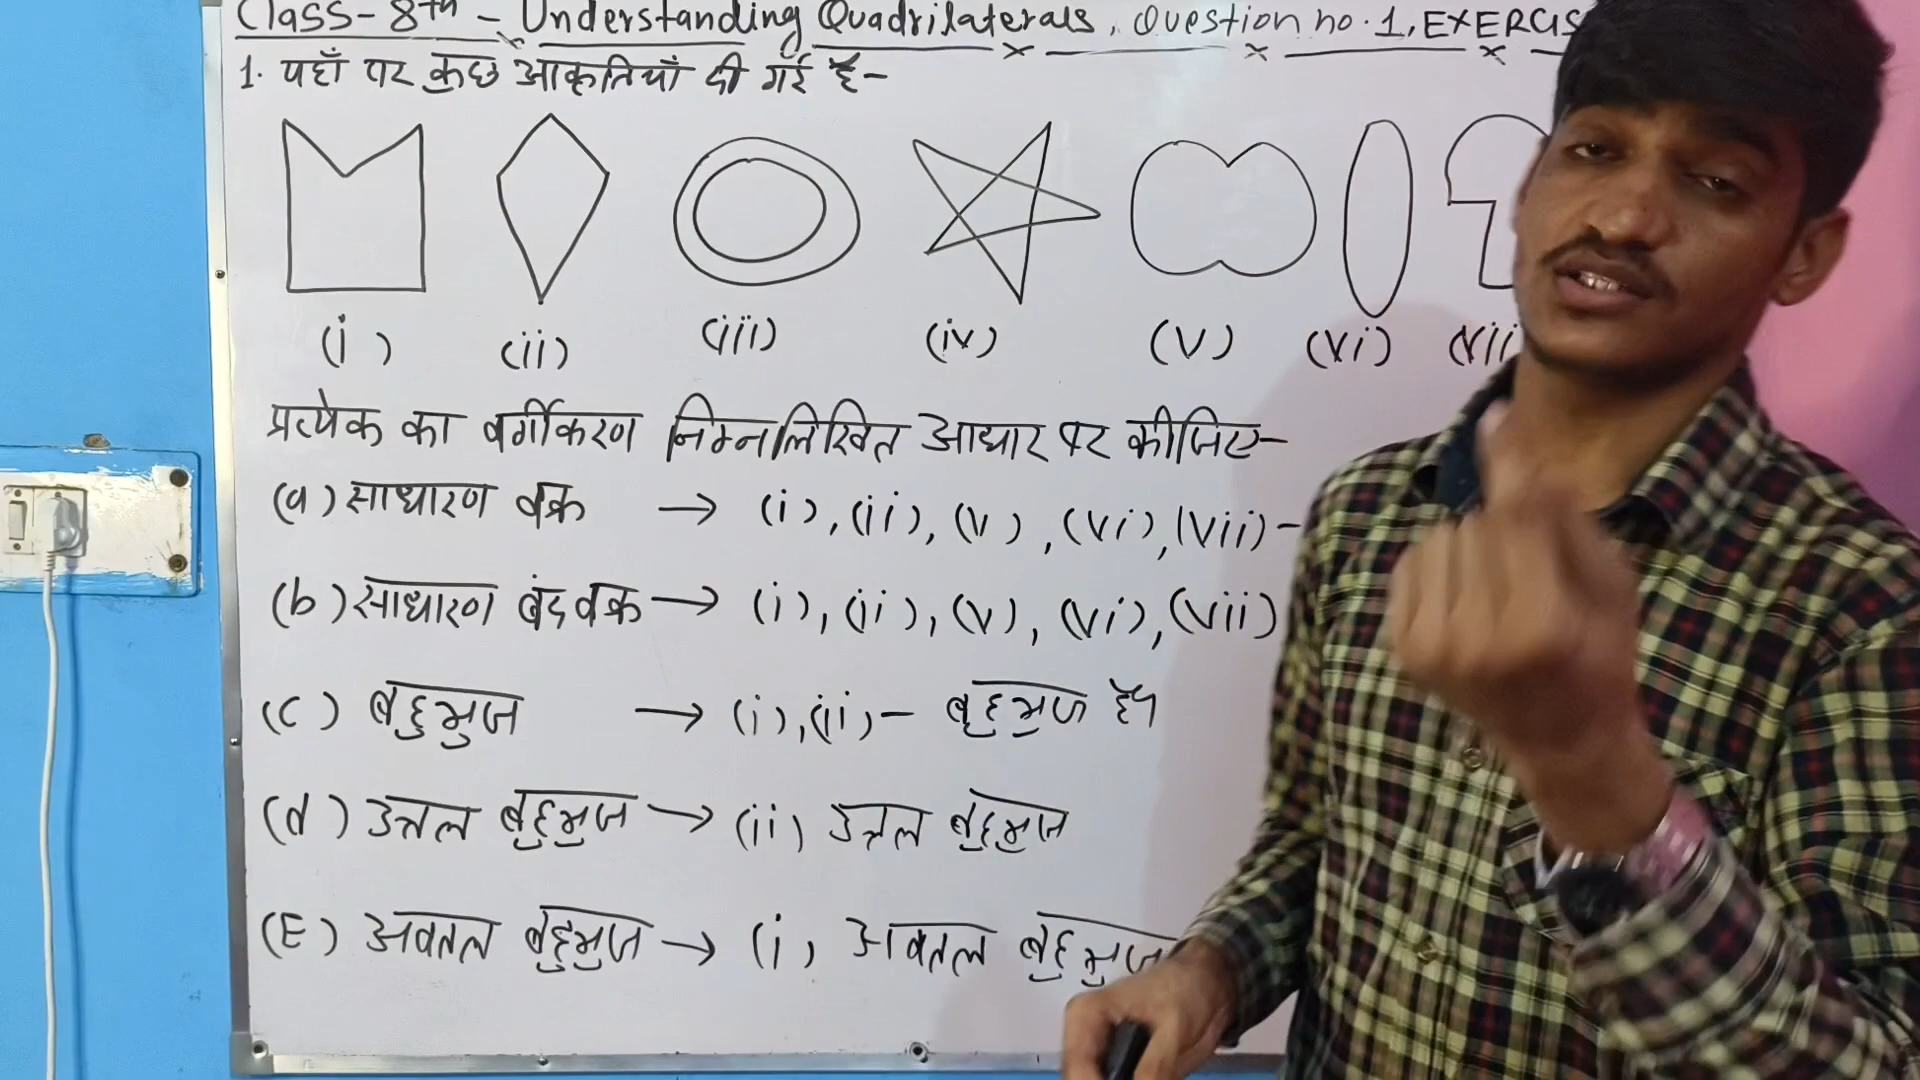 Class- 8th - Understanding Quadrilaterals, Question no. 1, EXERCIS
1. यहाँ पर कुछ आकृतियाँ दी गई है-
(i) (ii) (iii) (iv) (v) (vi) (vii
प्रत्येक का वर्गीकरण निम्नलिखित आधार पर कीजिए-
(a) साधारण वक्र → (i), (ii), (v), (vi), (vii) -
(b) साधारण बंद वक्र → (i), (ii), (v), (vi), (vii)
(c) बहुभुज → (i), (ii) - बहुभुज है।
(d) उत्तल बहुभुज → (ii) उत्तल बहुभुज
(E) अवतल बहुभुज → (i) अवतल बहुभुज